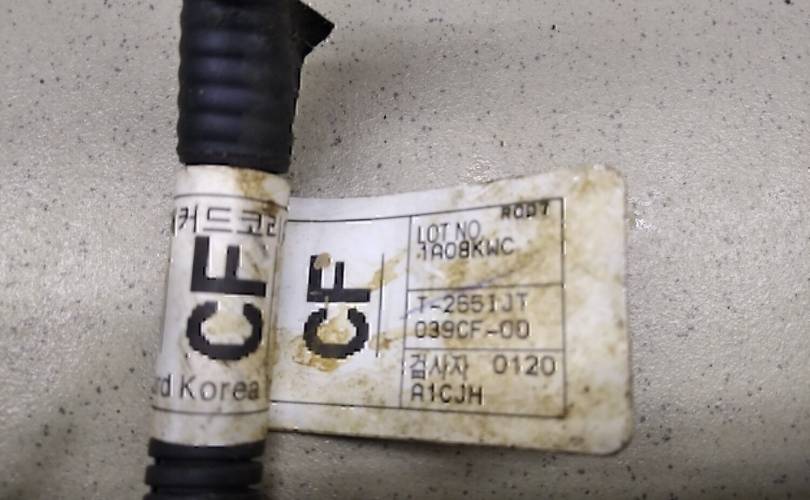 커드코리
CF
rd Korea
CF
R007
LOT NO
1A08KWC
T-2651JT
039CF-00
검사자 0120
A1CJH